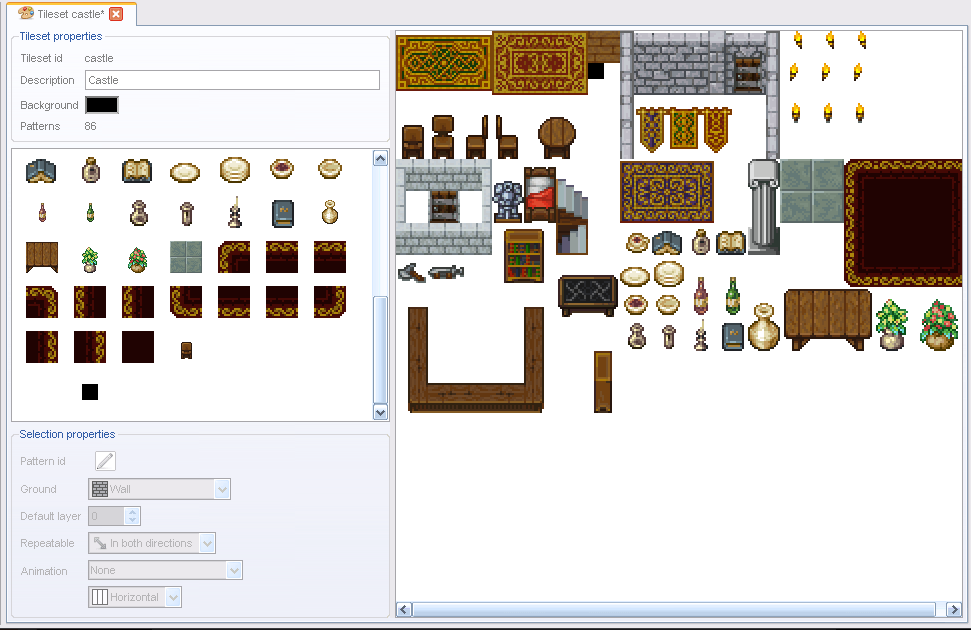 Tileset castle*
Tileset properties
Tileset id castle
Description Castle
Background
Patterns 86
Selection properties
Pattern id
Ground Wall
Default layer 0
Repeatable In both directions
Animation None
Horizontal